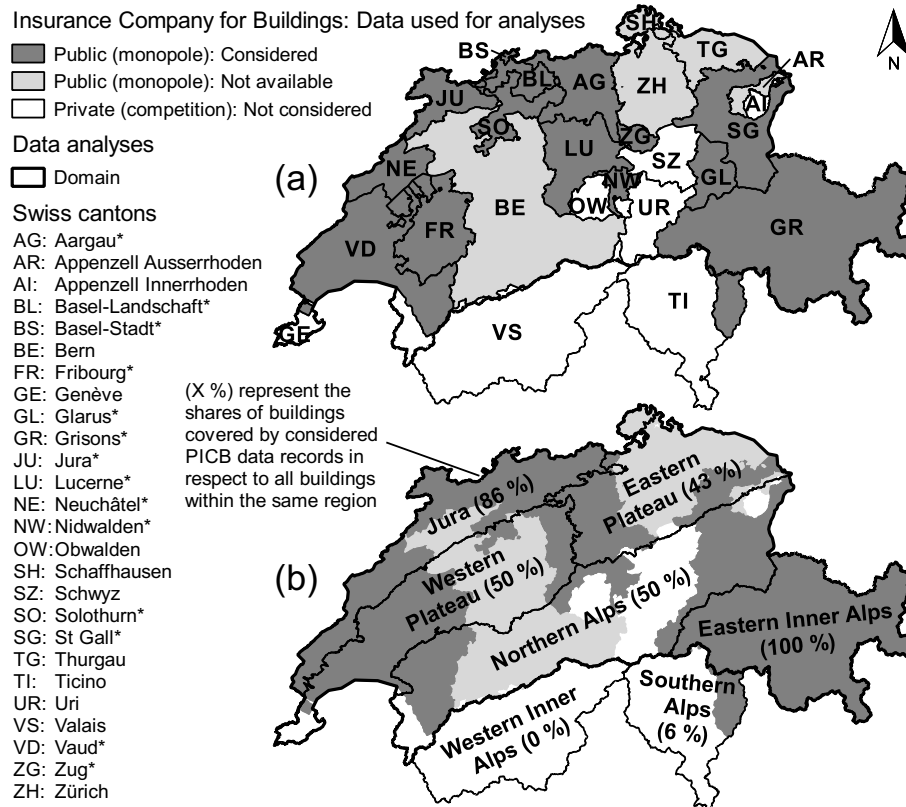 Insurance Company for Buildings: Data used for analyses
Public (monopole): Considered
Public (monopole): Not available
Private (competition): Not considered
Data analyses
Domain
Swiss cantons
AG: Aargau*
AR: Appenzell Ausserrhoden
AI: Appenzell Innerrhoden
BL: Basel-Landschaft*
BS: Basel-Stadt*
BE: Bern
FR: Fribourg*
GE: Genève
GL: Glarus*
GR: Grisons*
JU: Jura*
LU: Lucerne*
NE: Neuchâtel*
NW: Nidwalden*
OW: Obwalden
SH: Schaffhausen
SZ: Schwyz
SO: Solothurn*
SG: St Gall*
TG: Thurgau
TI: Ticino
UR: Uri
VS: Valais
VD: Vaud*
ZG: Zug*
ZH: Zürich
(a)
N
SH
BS
TG
AR
BL
AG
ZH
JU
AI
SO
ZG
SG
LU
SZ
NE
NW
GL
OW
UR
BE
FR
GR
VD
TI
VS
GE
(X %) represent the
shares of buildings
covered by considered
PICB data records in
respect to all buildings
within the same region
(b)
Jura (86 %)
Eastern
Plateau (43 %)
Western
Plateau (50 %)
Northern Alps (50 %)
Eastern Inner Alps
(100 %)
Southern
Alps
(6 %)
Western Inner
Alps (0 %)